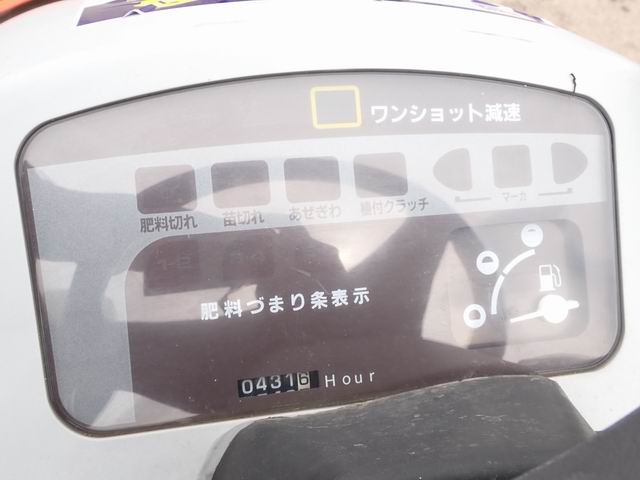 ワンショット減速
肥料切れ 苗切れ あぜぎわ 植付クラッチ マーカ
肥料づまり条表示
04316 Hour